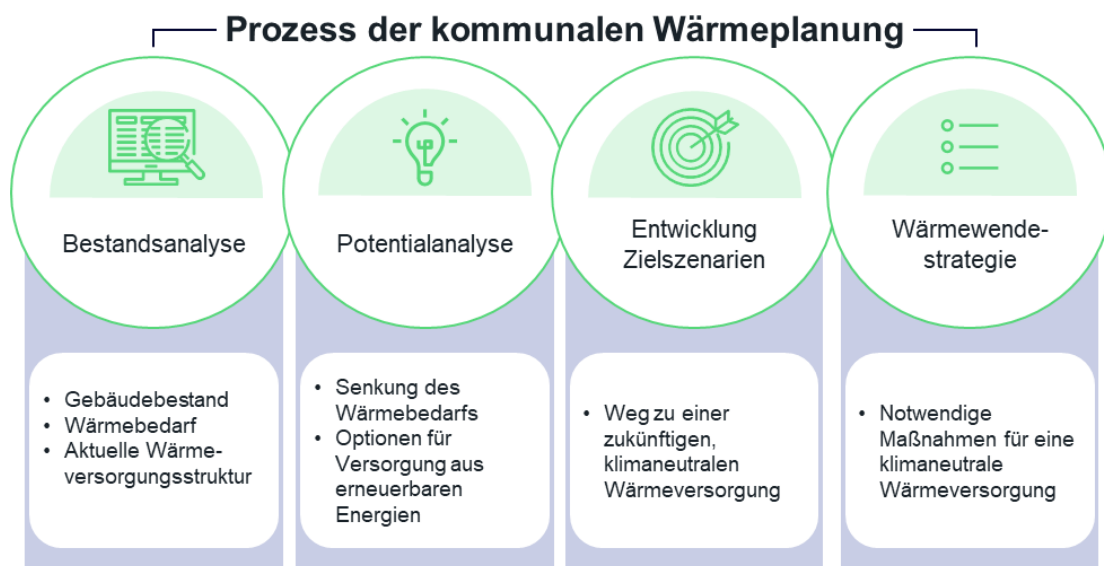 Prozess der kommunalen Wärmeplanung
Bestandsanalyse
• Gebäudebestand
• Wärmebedarf
• Aktuelle Wärme-
versorgungsstruktur
Potentialanalyse
• Senkung des
Wärmebedarfs
• Optionen für
Versorgung aus
erneuerbaren
Energien
Entwicklung
Zielszenarien
• Weg zu einer
zukünftigen,
klimaneutralen
Wärmeversorgung
Wärmewende-
strategie
• Notwendige
Maßnahmen für eine
klimaneutrale
Wärmeversorgung